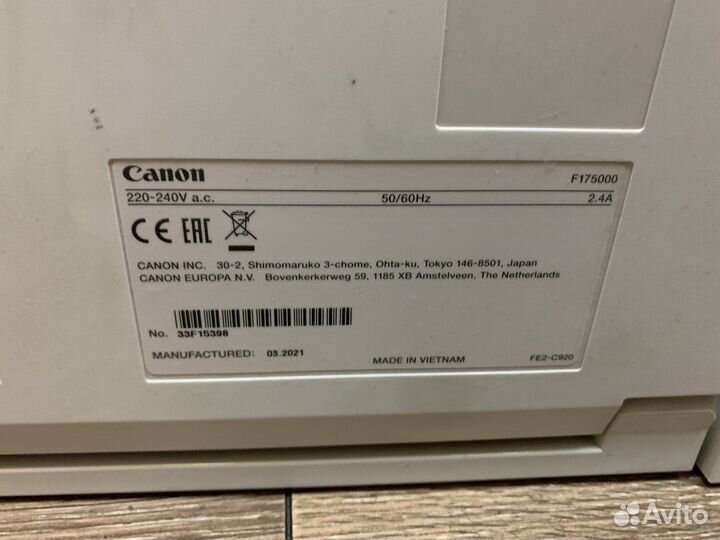 Canon F175000
220-240V a.c. 50/60Hz 2.4A
CE EAC
CANON INC. 30-2, Shimomaruko 3-chome, Ohta-ku, Tokyo 146-8501, Japan
CANON EUROPA N.V. Bovenkerkerweg 59, 1185 XB Amstelveen, The Netherlands
No. 33F15398
MANUFACTURED: 03.2021 MADE IN VIETNAM FE2-C920
Avito